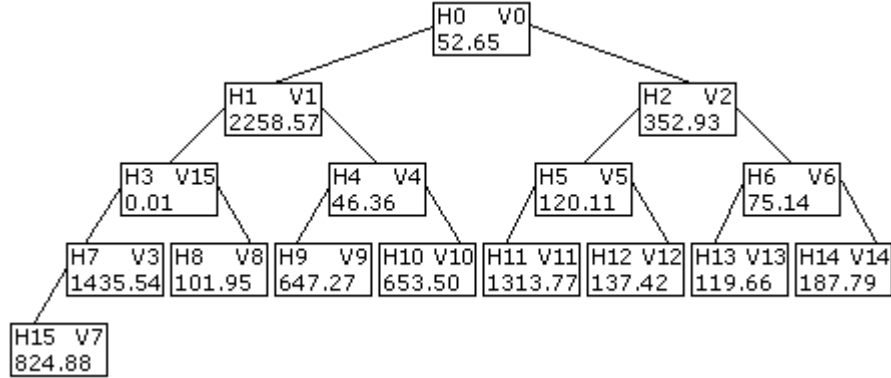 H0 V0
52.65
H1 V1
2258.57
H2 V2
352.93
H3 V15
0.01
H4 V4
46.36
H5 V5
120.11
H6 V6
75.14
H7 V3
1435.54
H8 V8
101.95
H9 V9
647.27
H10 V10
653.50
H11 V11
1313.77
H12 V12
137.42
H13 V13
119.66
H14 V14
187.79
H15 V7
824.88